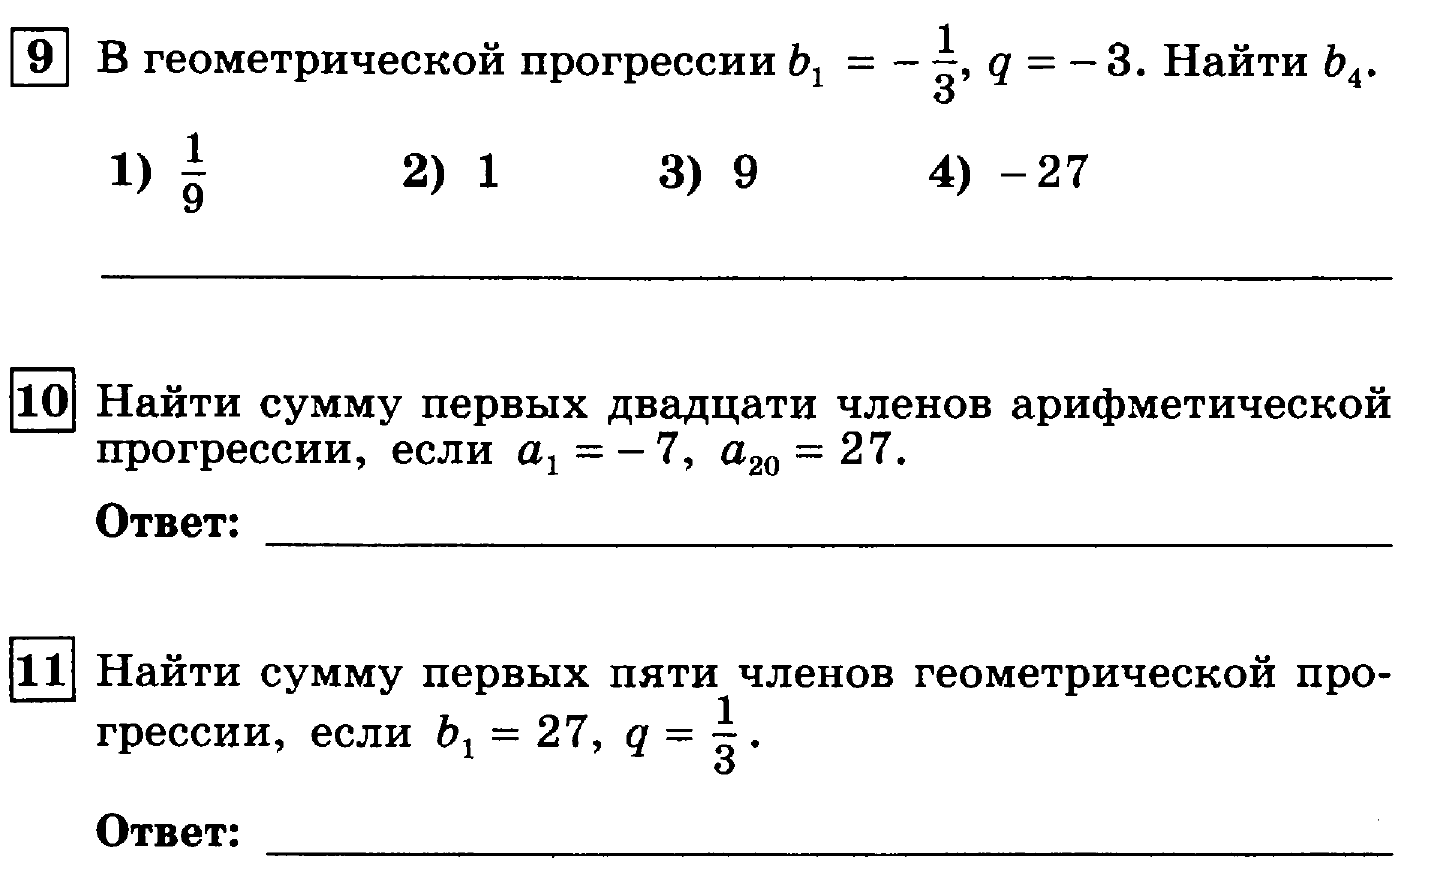 9 В геометрической прогрессии b₁ = −1/3, q = −3. Найти b₄.
1) 1/9 2) 1 3) 9 4) −27
10 Найти сумму первых двадцати членов арифметической
прогрессии, если a₁ = −7, a₂₀ = 27.
Ответ:
11 Найти сумму первых пяти членов геометрической про-
грессии, если b₁ = 27, q = 1/3.
Ответ: